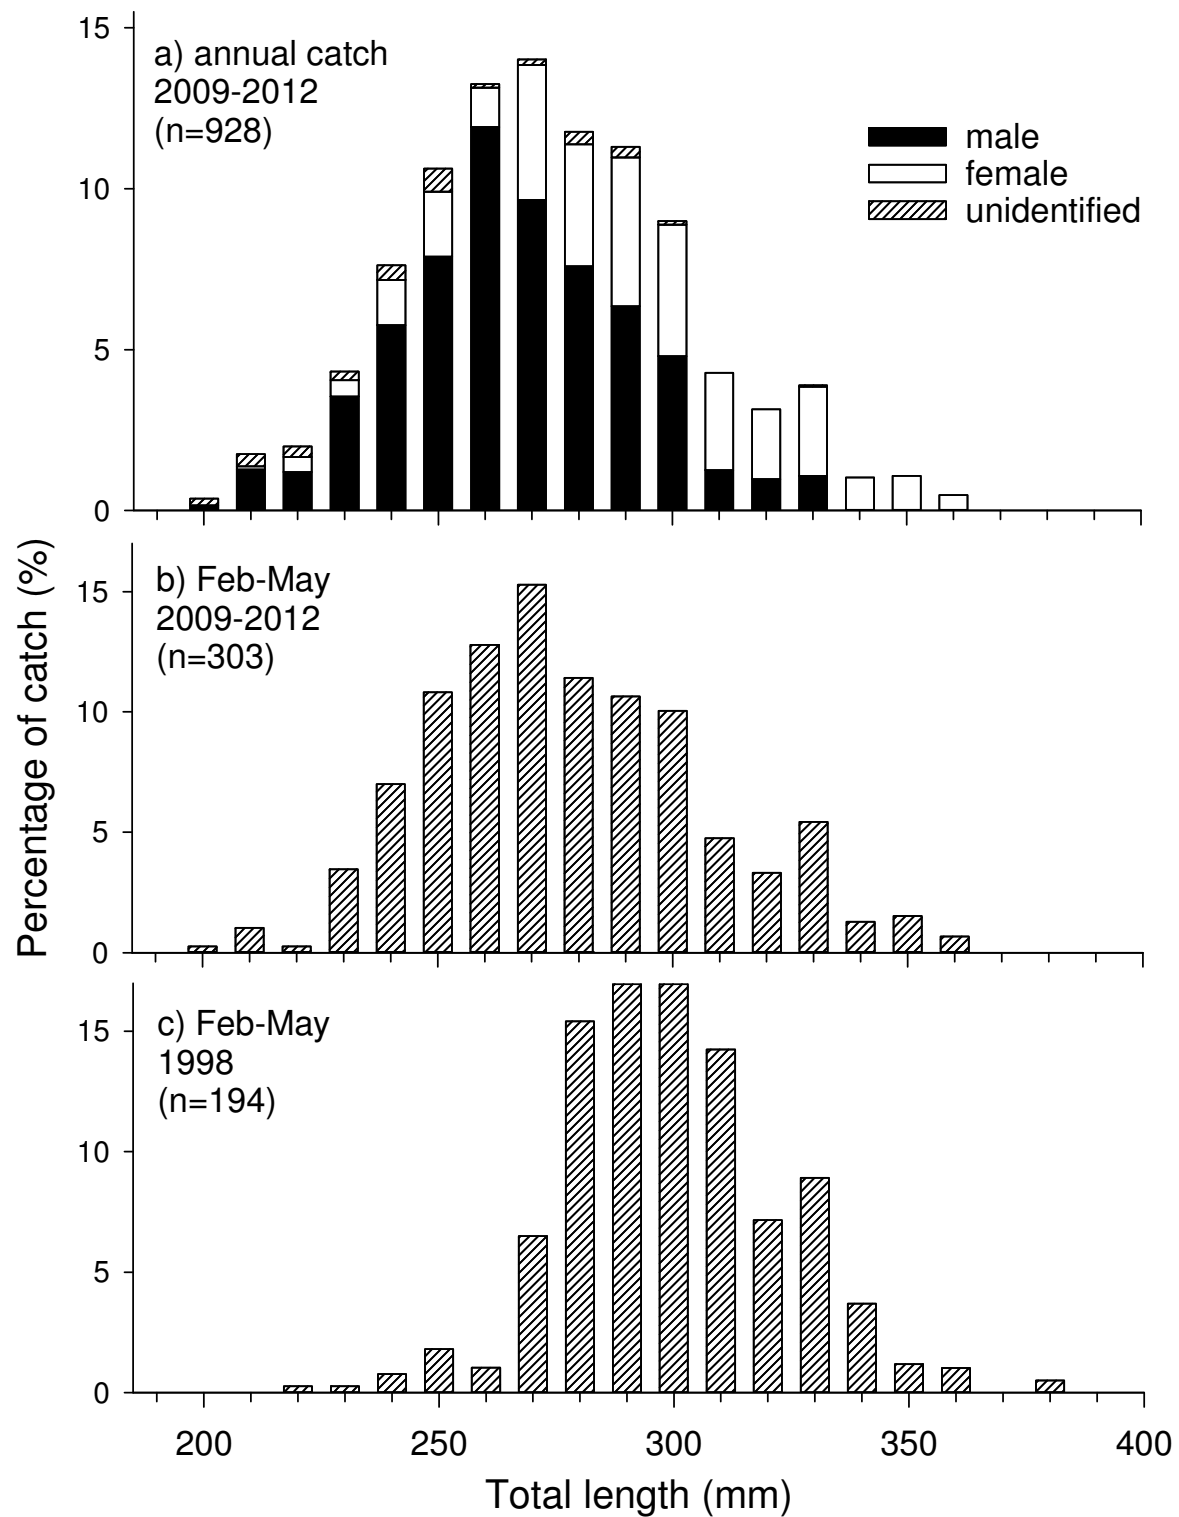 15
a) annual catch
2009-2012
(n=928)
male
female
unidentified
10
5
0
Percentage of catch (%)
b) Feb-May
2009-2012
(n=303)
15
10
5
0
c) Feb-May
1998
(n=194)
15
10
5
0
200 250 300 350 400
Total length (mm)